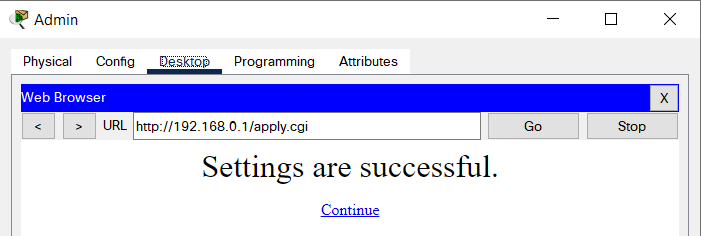 Admin
Physical Config Desktop Programming Attributes
Web Browser X
< > URL http://192.168.0.1/apply.cgi Go Stop
Settings are successful.
Continue